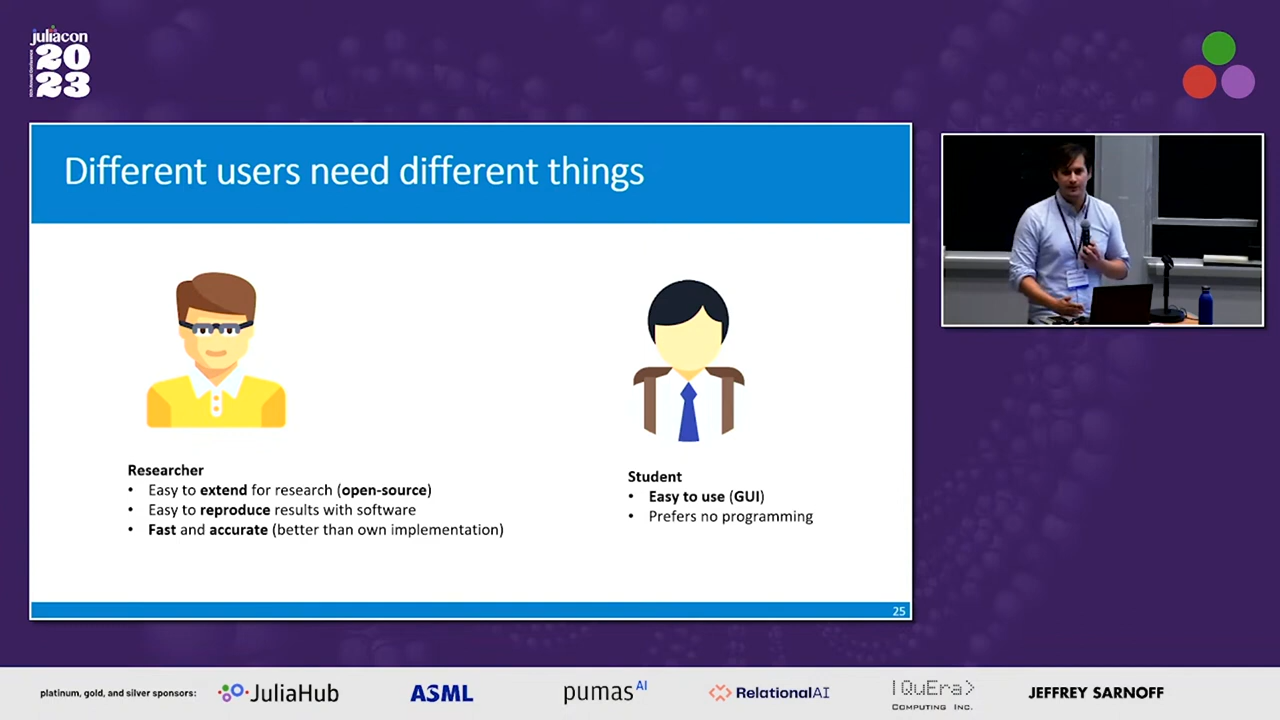 juliacon
20
23
Different users need different things
Researcher
• Easy to extend for research (open-source)
• Easy to reproduce results with software
• Fast and accurate (better than own implementation)
Student
• Easy to use (GUI)
• Prefers no programming
25
platinum, gold, and silver sponsors:
JuliaHub
ASML
pumas AI
RelationalAI
|QuEra>
COMPUTING INC.
JEFFREY SARNOFF